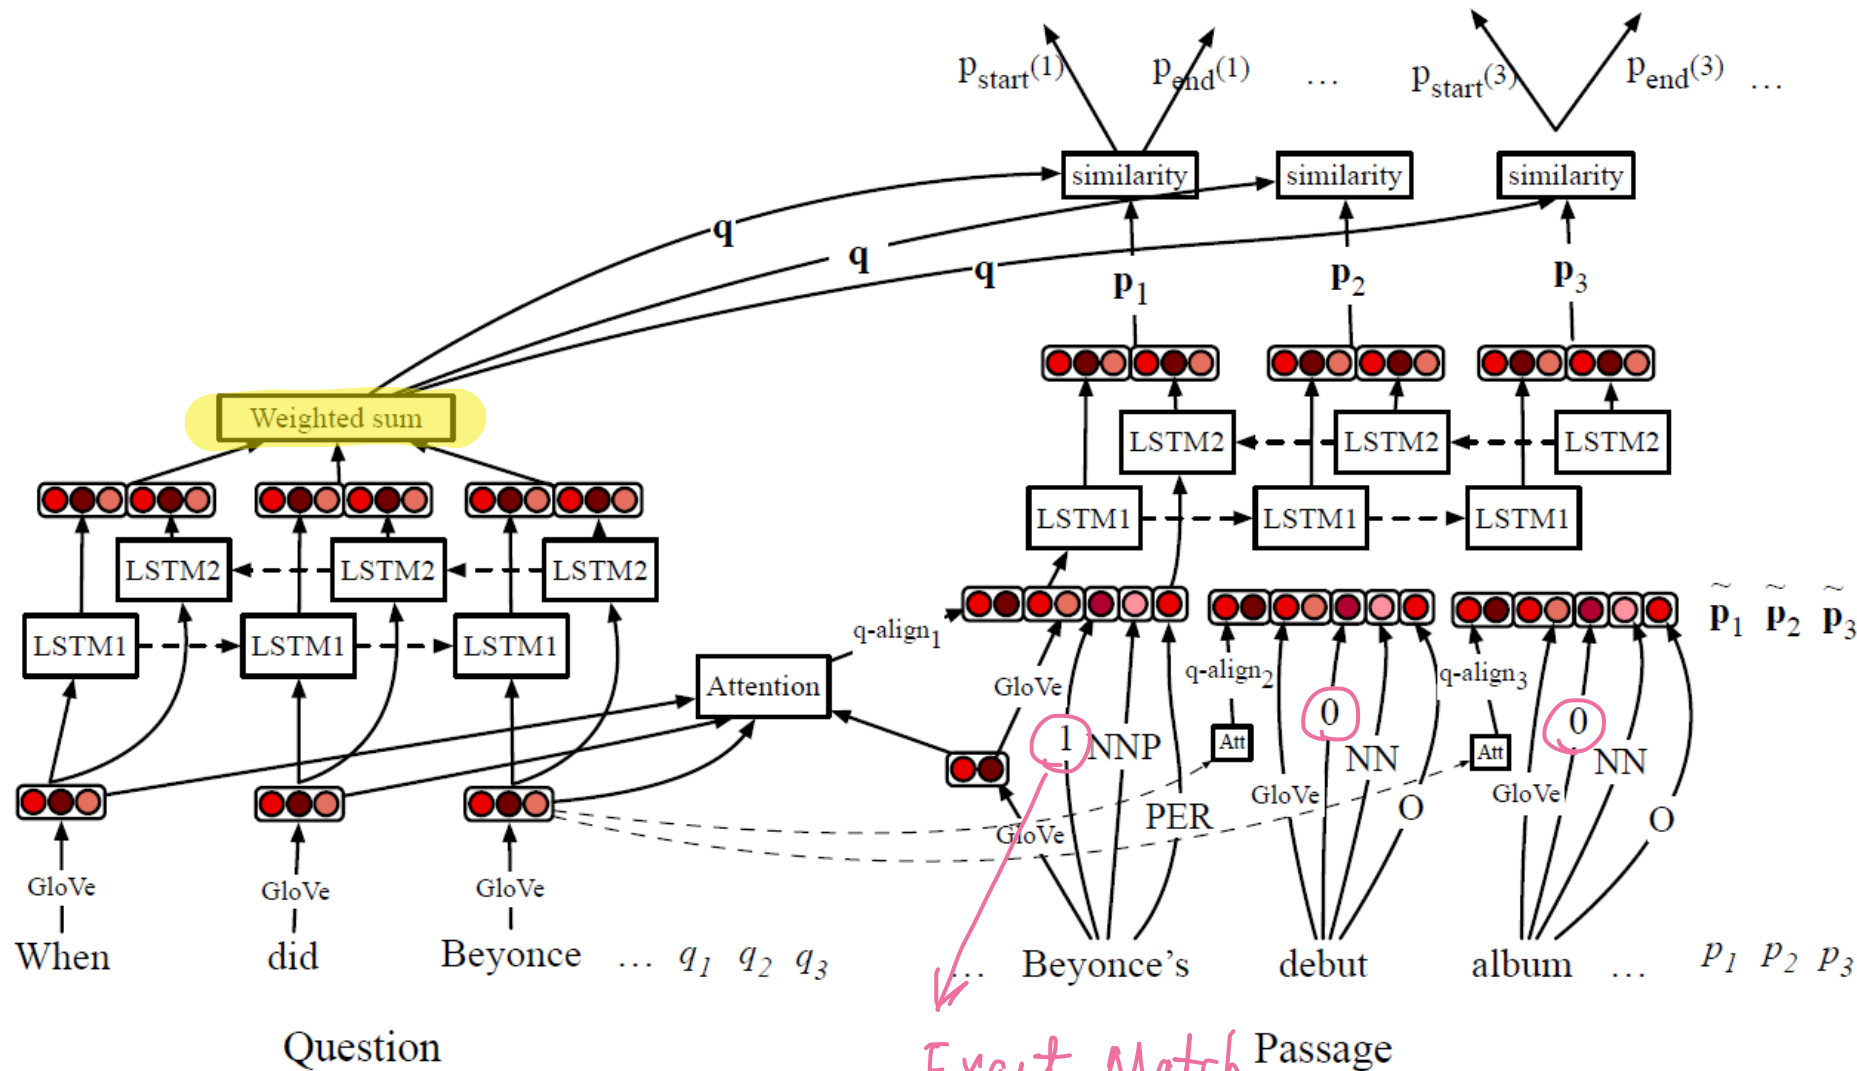 p_start(1) p_end(1) ... p_start(3) p_end(3) ...
similarity similarity similarity
q q q
p_1 p_2 p_3
Weighted sum
LSTM2 LSTM2 LSTM2
LSTM1 LSTM1 LSTM1
LSTM2 LSTM2 LSTM2
LSTM1 LSTM1 LSTM1
p̃_1 p̃_2 p̃_3
q-align_1 q-align_2 q-align_3
Attention
GloVe
1 NNP 0 NN 0 NN
Att Att
GloVe PER GloVe O GloVe O
GloVe GloVe GloVe
When did Beyonce ... q_1 q_2 q_3
... Beyonce's debut album ... p_1 p_2 p_3
Question Passage
Exact Match